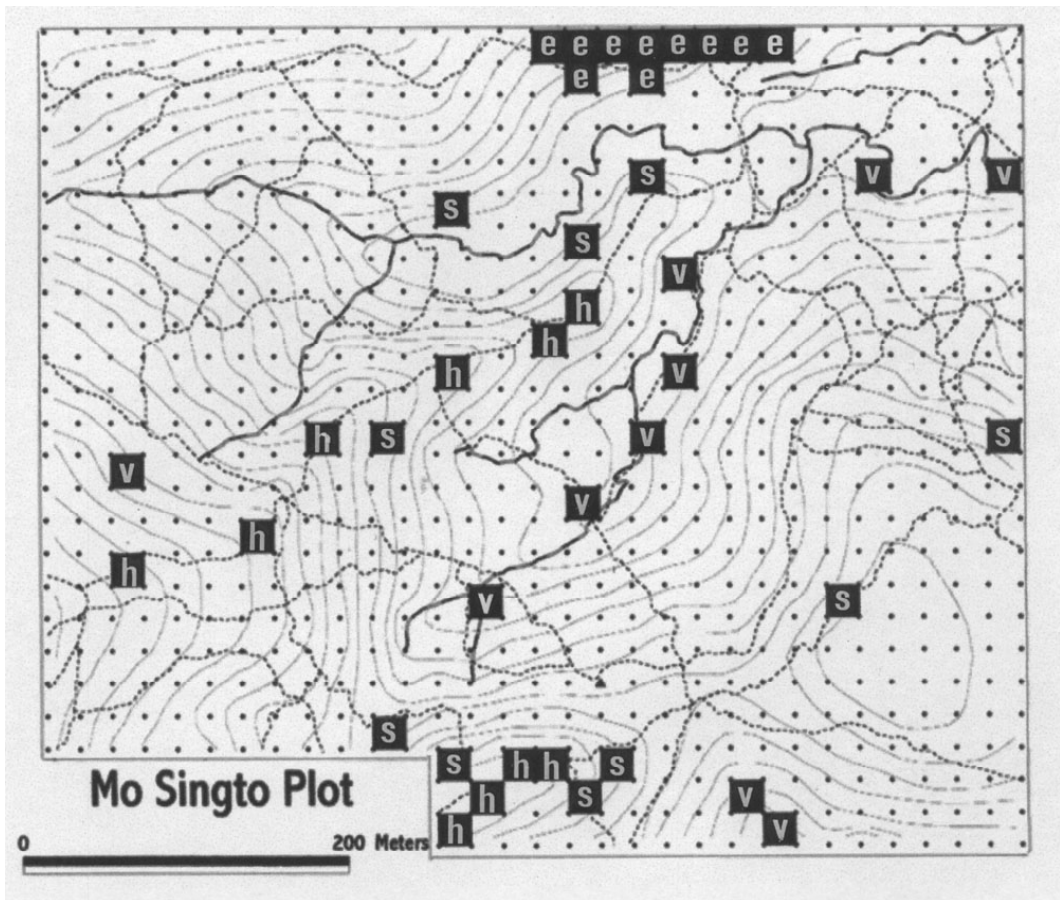 e e e e e e e e
e e
s v v
s
s
v
h
h
h v
h s v s
v
v
h
h
v s
s
s h h s
Mo Singto Plot
h s v
h v
0 200 Meters